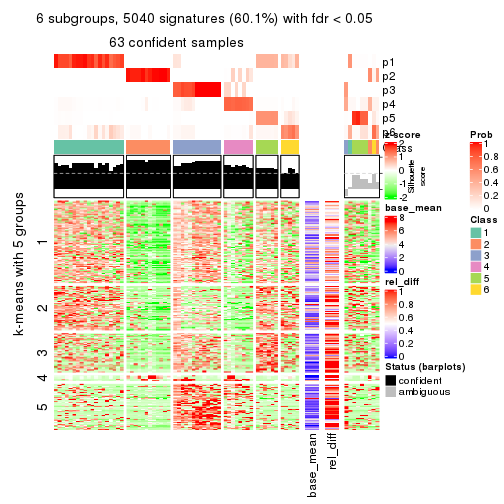 6 subgroups, 5040 signatures (60.1%) with fdr < 0.05
63 confident samples
p1
p2
p3
p4
p5
p6
Class
Silhouette
score
k-means with 5 groups
1
2
3
4
5
base_mean
rel_diff
z-score
2
1
0
-1
-2
base_mean
8
6
4
2
0
rel_diff
1
0.8
0.6
0.4
0.2
Status (barplots)
confident
ambiguous
Prob
1
0.8
0.6
0.4
0.2
0
Class
1
2
3
4
5
6